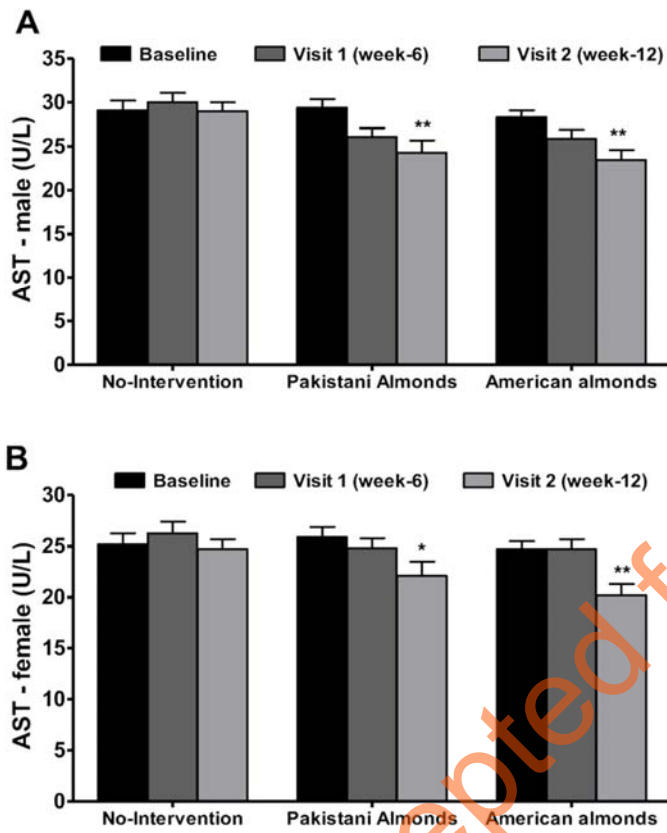 A
Baseline Visit 1 (week-6) Visit 2 (week-12)
AST - male (U/L)
35
30
25
20
15
10
5
0
**
**
No-Intervention Pakistani Almonds American almonds
B
Baseline Visit 1 (week-6) Visit 2 (week-12)
AST - female (U/L)
30
25
20
15
10
5
0
*
**
No-Intervention Pakistani Almonds American almonds
epted f